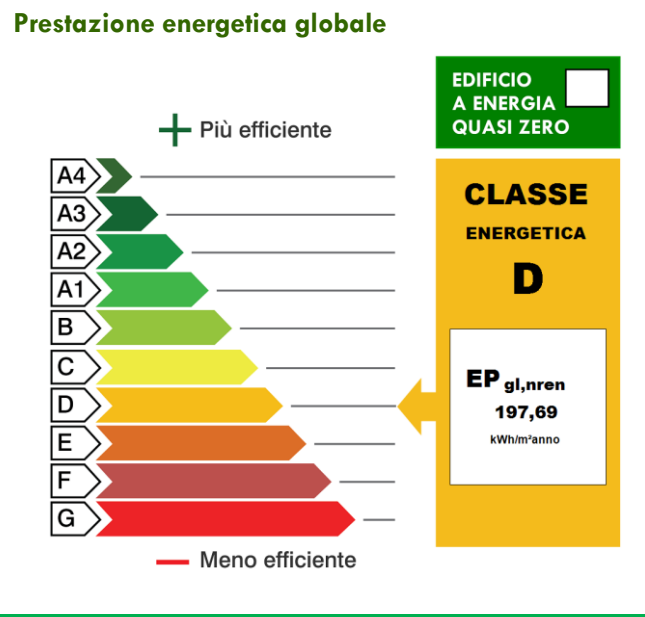 Prestazione energetica globale
EDIFICIO
A ENERGIA
QUASI ZERO
Più efficiente
A4
A3
A2
A1
B
C
D
E
F
G
Meno efficiente
CLASSE
ENERGETICA
D
EP gl,nren
197,69
kWh/m²anno